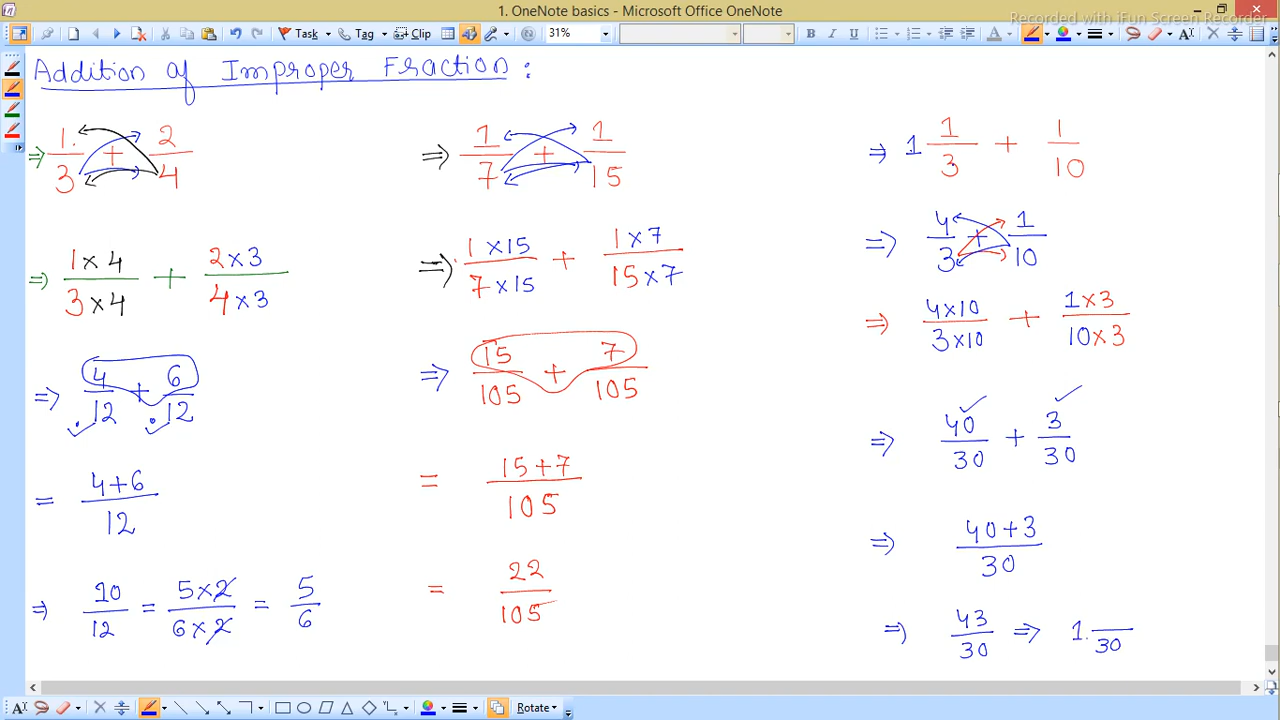 1. OneNote basics - Microsoft Office OneNote
Recorded with iFun Screen Recorder
Task Tag Clip 31% B I U A
Addition of Improper Fraction :
⇒ 1/3 + 2/4
⇒ (1×4)/(3×4) + (2×3)/(4×3)
⇒ 4/12 + 6/12
= (4+6)/12
⇒ 10/12 = (5×2)/(6×2) = 5/6
⇒ 1/7 + 1/15
⇒ (1×15)/(7×15) + (1×7)/(15×7)
⇒ 15/105 + 7/105
= (15+7)/105
= 22/105
⇒ 1 1/3 + 1/10
⇒ 4/3 + 1/10
⇒ (4×10)/(3×10) + (1×3)/(10×3)
⇒ 40/30 + 3/30
⇒ (40+3)/30
⇒ 43/30 ⇒ 1. /30
Rotate